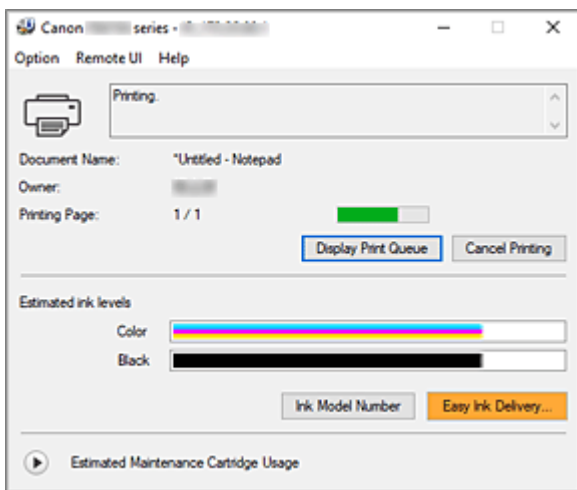 Canon series -
Option Remote UI Help
Printing.
Document Name: "Untitled - Notepad
Owner:
Printing Page: 1 / 1
Display Print Queue Cancel Printing
Estimated ink levels
Color
Black
Ink Model Number Easy Ink Delivery...
Estimated Maintenance Cartridge Usage